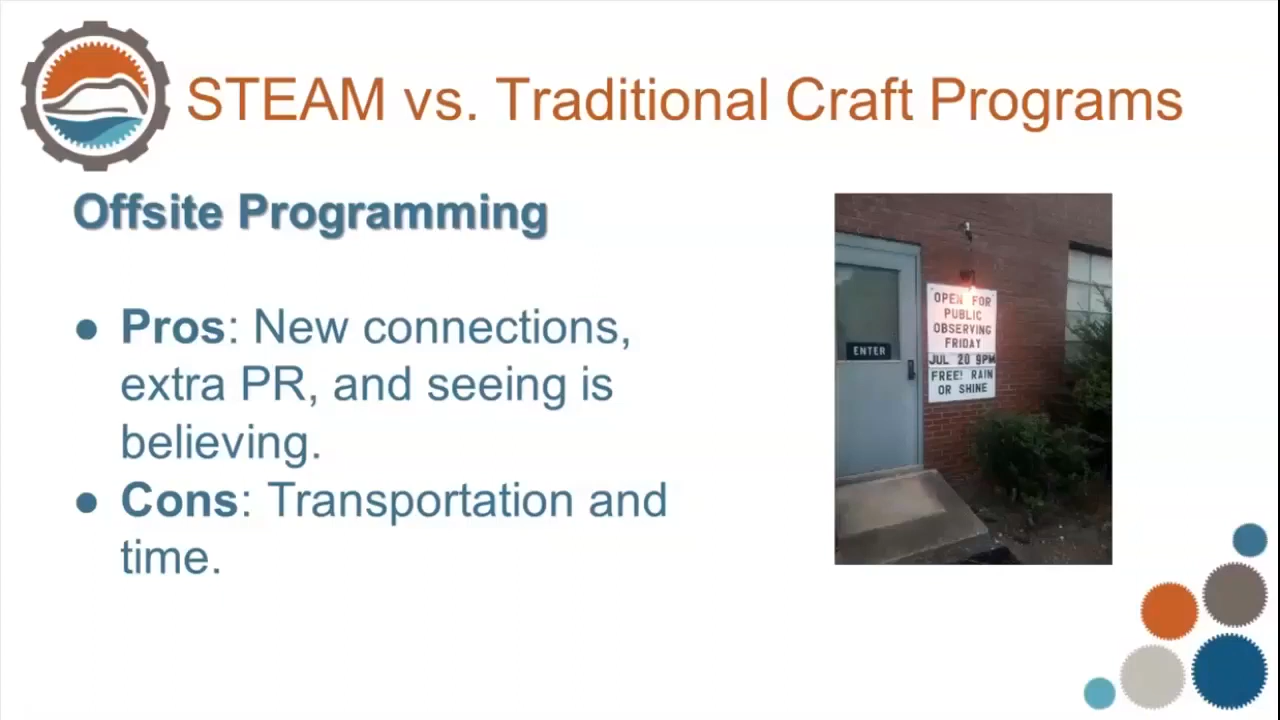 STEAM vs. Traditional Craft Programs
Offsite Programming
● Pros: New connections,
extra PR, and seeing is
believing.
● Cons: Transportation and
time.
ENTER
OPEN FOR
PUBLIC
OBSERVING
FRIDAY
JUL 20 9PM
FREE! RAIN
OR SHINE